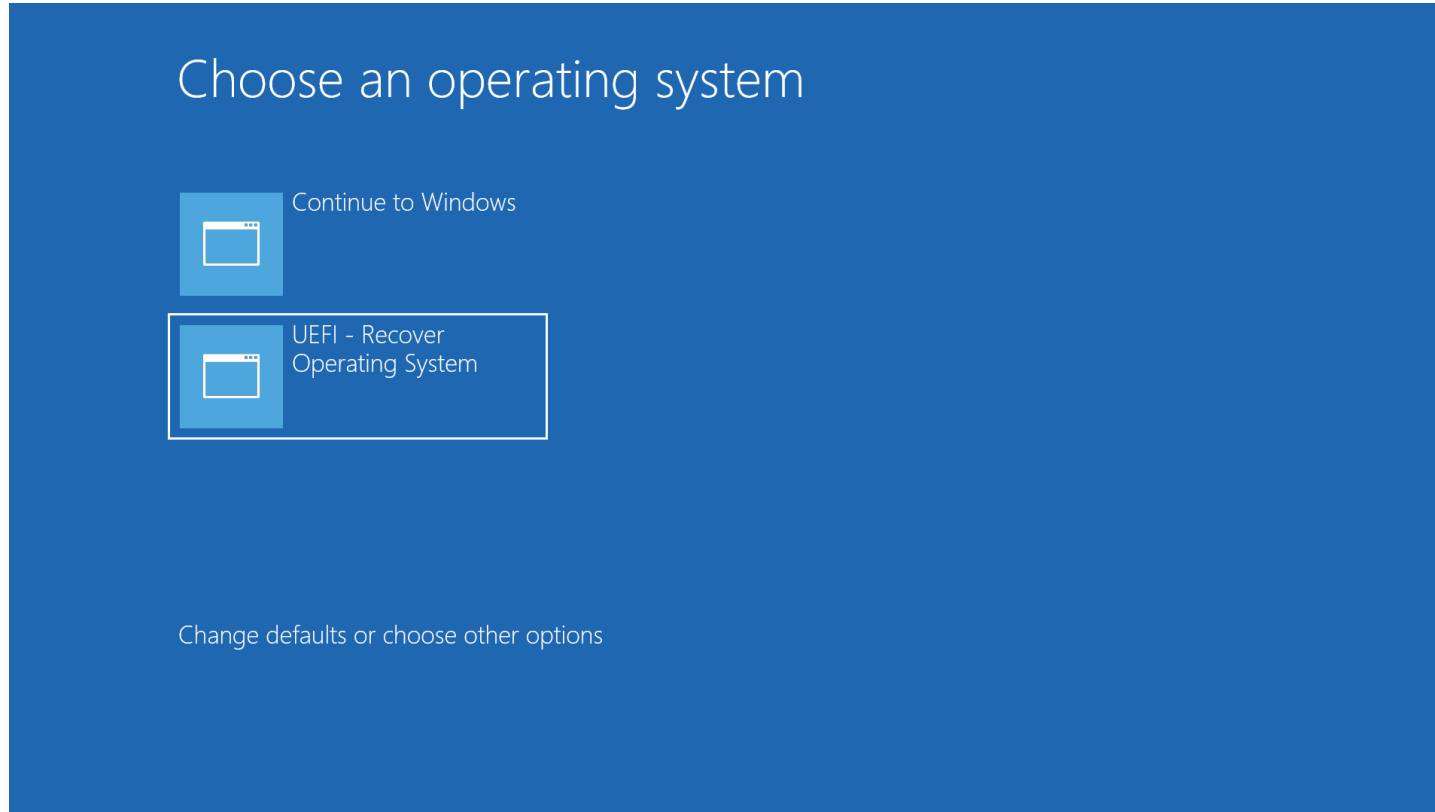 Choose an operating system
Continue to Windows
UEFI - Recover
Operating System
Change defaults or choose other options